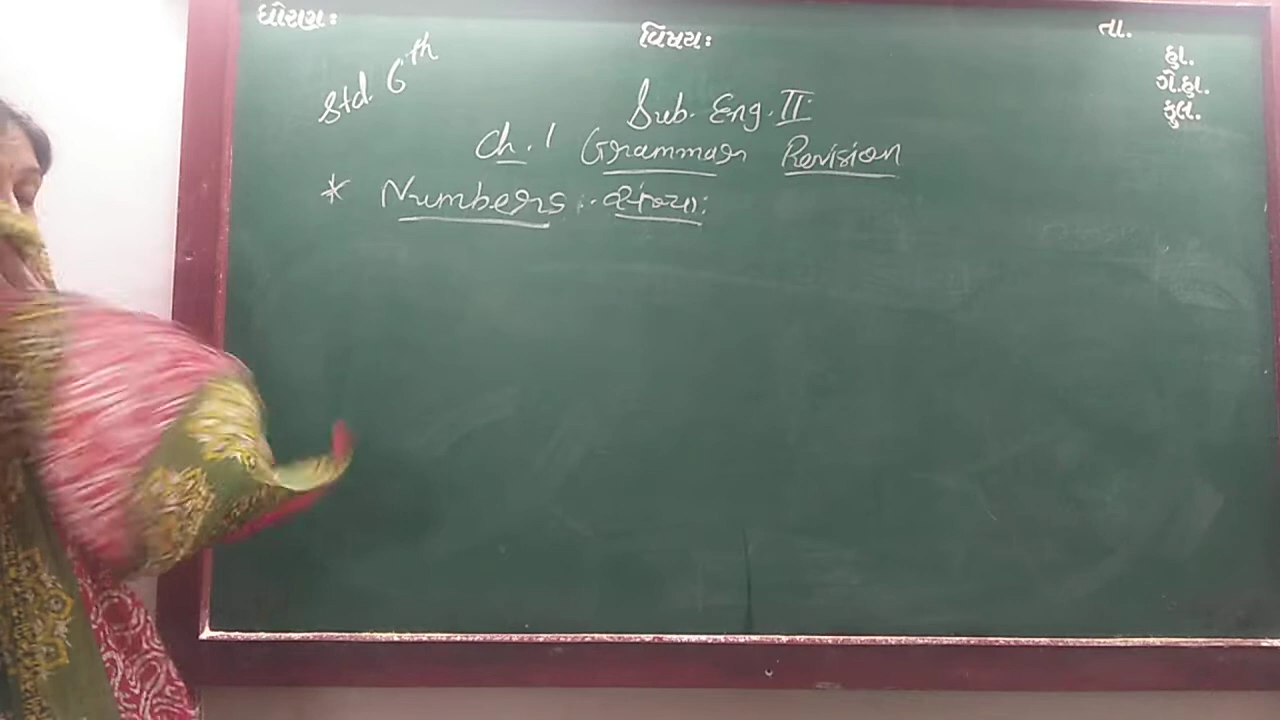 ધોરણઃ
વિષયઃ
તા.
હા.
ગે.હા.
કુલ.
Std. 6th
Sub. Eng. II
Ch. 1 Grammar Revision
* Numbers :- સંખ્યા: